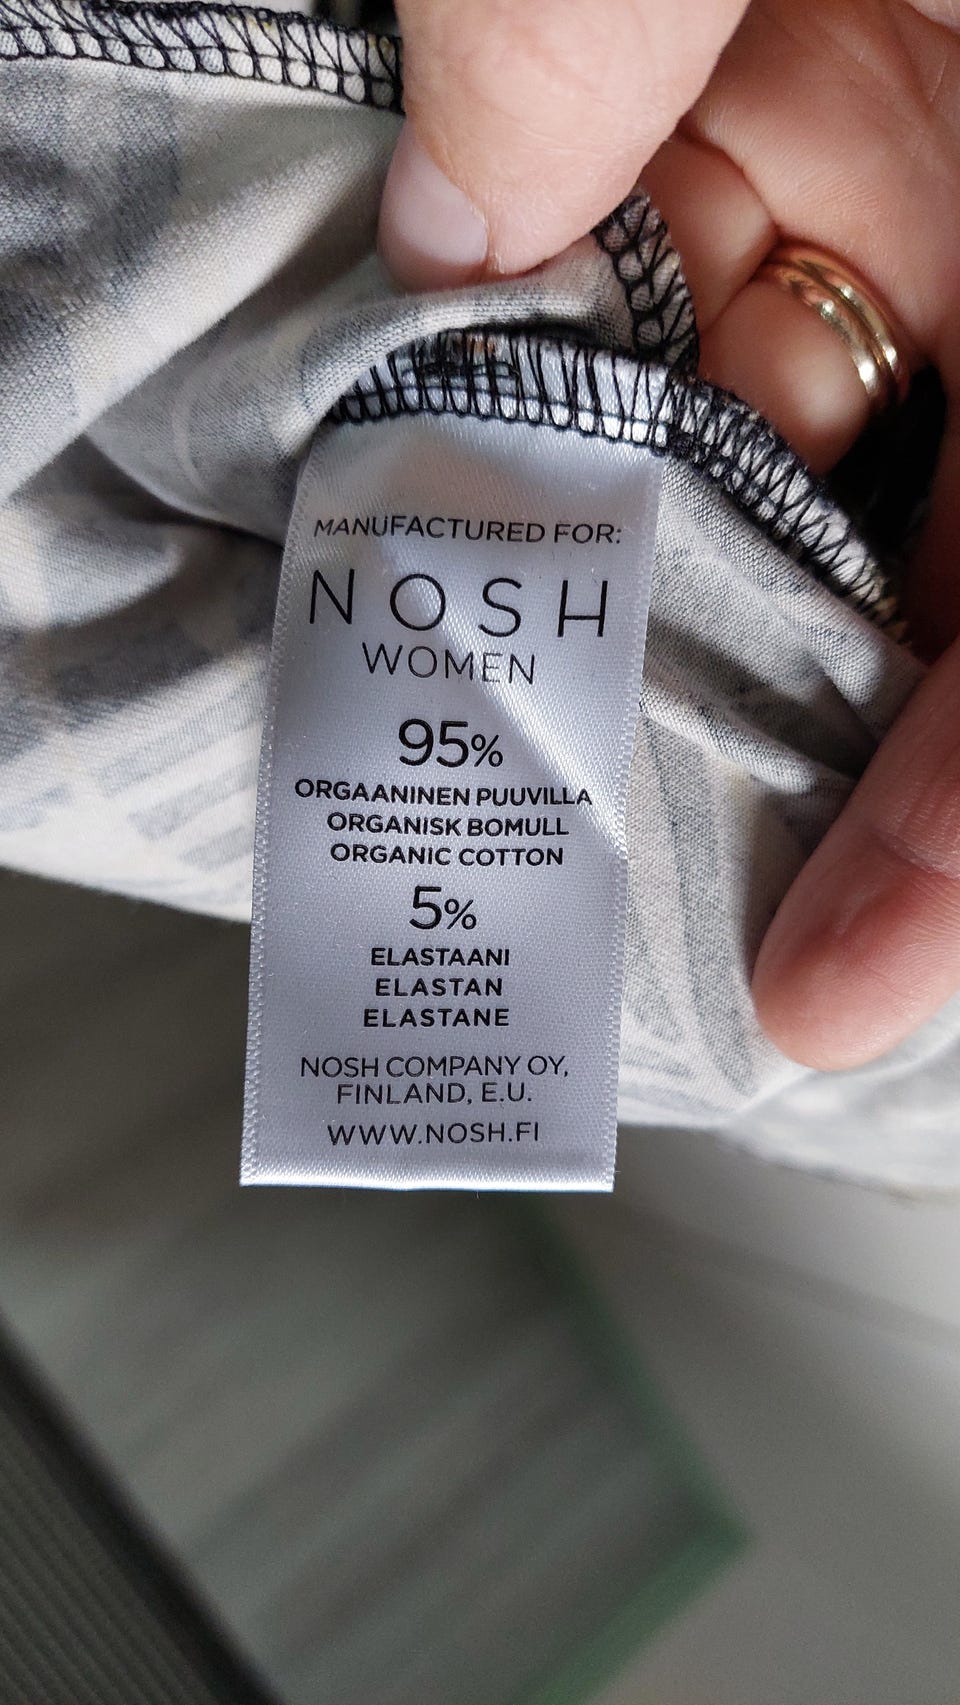 MANUFACTURED FOR:
NOSH
WOMEN
95%
ORGAANINEN PUUVILLA
ORGANISK BOMULL
ORGANIC COTTON
5%
ELASTAANI
ELASTAN
ELASTANE
NOSH COMPANY OY,
FINLAND, E.U.
WWW.NOSH.FI